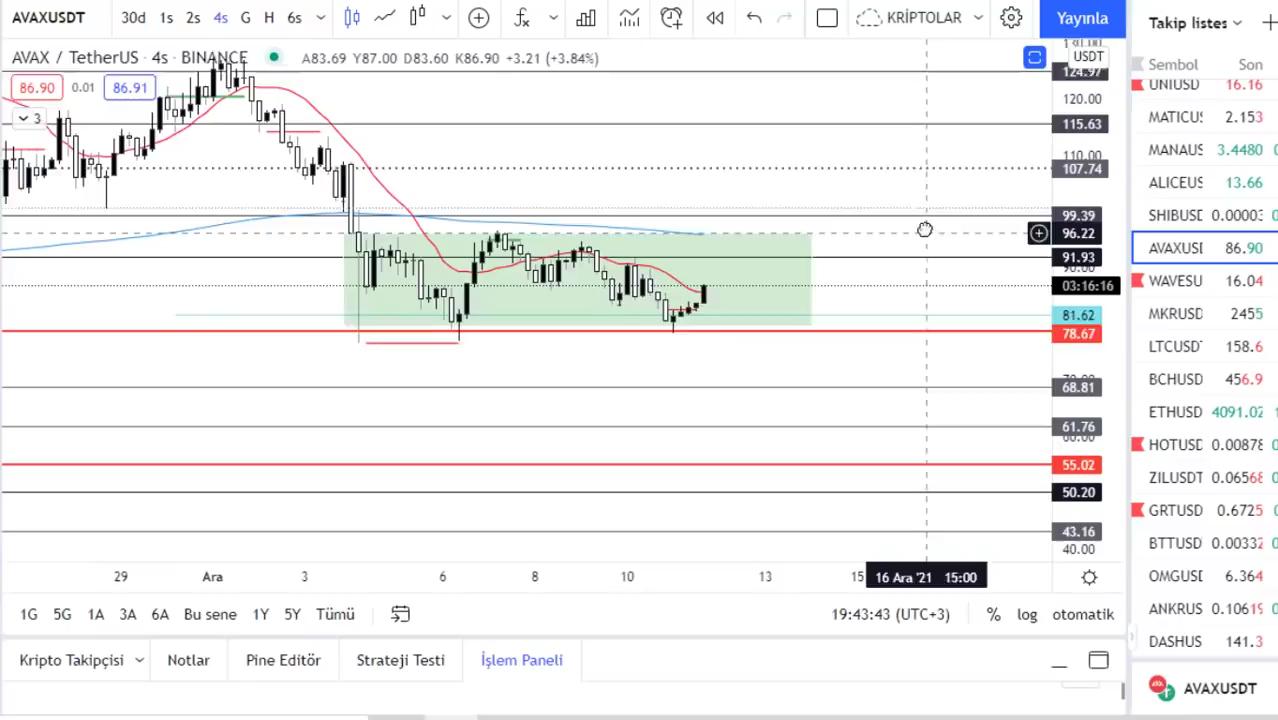 AVAXUSDT 30d 1s 2s 4s G H 6s KRİPTOLAR Yayınla
AVAX / TetherUS · 4s · BINANCE A83.69 Y87.00 D83.60 K86.90 +3.21 (+3.84%)
86.90 0.01 86.91
3
USDT
124.97
120.00
115.63
110.00
107.74
99.39
96.22
91.93
90.00
03:16:16
81.62
78.67
68.81
61.76
60.00
55.02
50.20
43.16
40.00
29 Ara 3 6 8 10 13 15 16 Ara '21 15:00
1G 5G 1A 3A 6A Bu sene 1Y 5Y Tümü 19:43:43 (UTC+3) % log otomatik
Kripto Takipçisi Notlar Pine Editör Strateji Testi İşlem Paneli
Takip listes
Sembol Son
UNIUSD 16.16
MATICUS 2.153
MANAUS 3.4480
ALICEUS 13.66
SHIBUSD 0.00003
AVAXUSI 86.90
WAVESU 16.04
MKRUSD 2455
LTCUSD 158.6
BCHUSD 456.9
ETHUSD 4091.02
HOTUSD 0.00878
ZILUSDT 0.06568
GRTUSD 0.6725
BTTUSD 0.00332
OMGUSD 6.364
ANKRUS 0.10619
DASHUS 141.3
AVAXUSDT